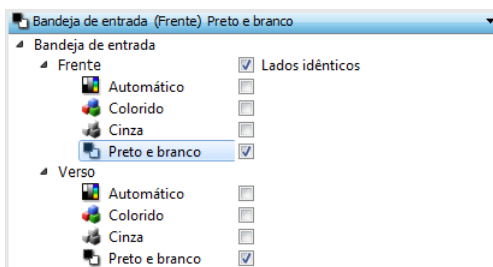 Bandeja de entrada (Frente) Preto e branco
Bandeja de entrada
Frente Lados idênticos
Automático
Colorido
Cinza
Preto e branco
Verso
Automático
Colorido
Cinza
Preto e branco